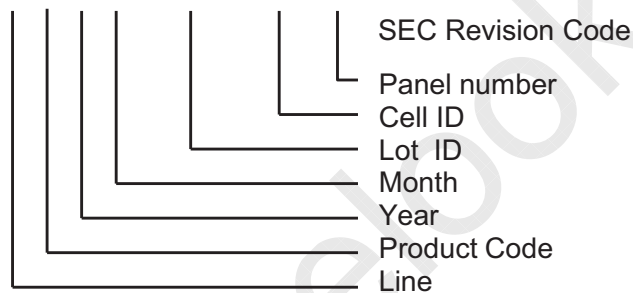 SEC Revision Code
Panel number
Cell ID
Lot ID
Month
Year
Product Code
Line